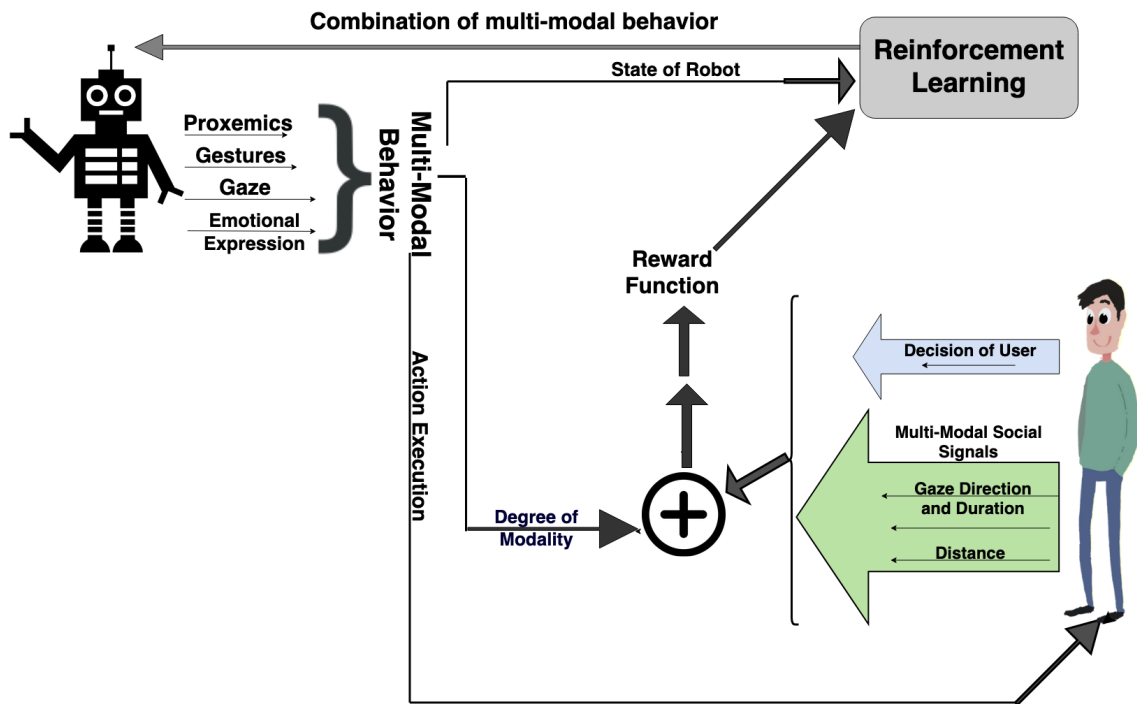 Combination of multi-modal behavior
Reinforcement
Learning
State of Robot
Proxemics
Gestures
Gaze
Emotional
Expression
Multi-Modal
Behavior
Reward
Function
Decision of User
Action Execution
Multi-Modal Social
Signals
Gaze Direction
and Duration
Distance
Degree of
Modality